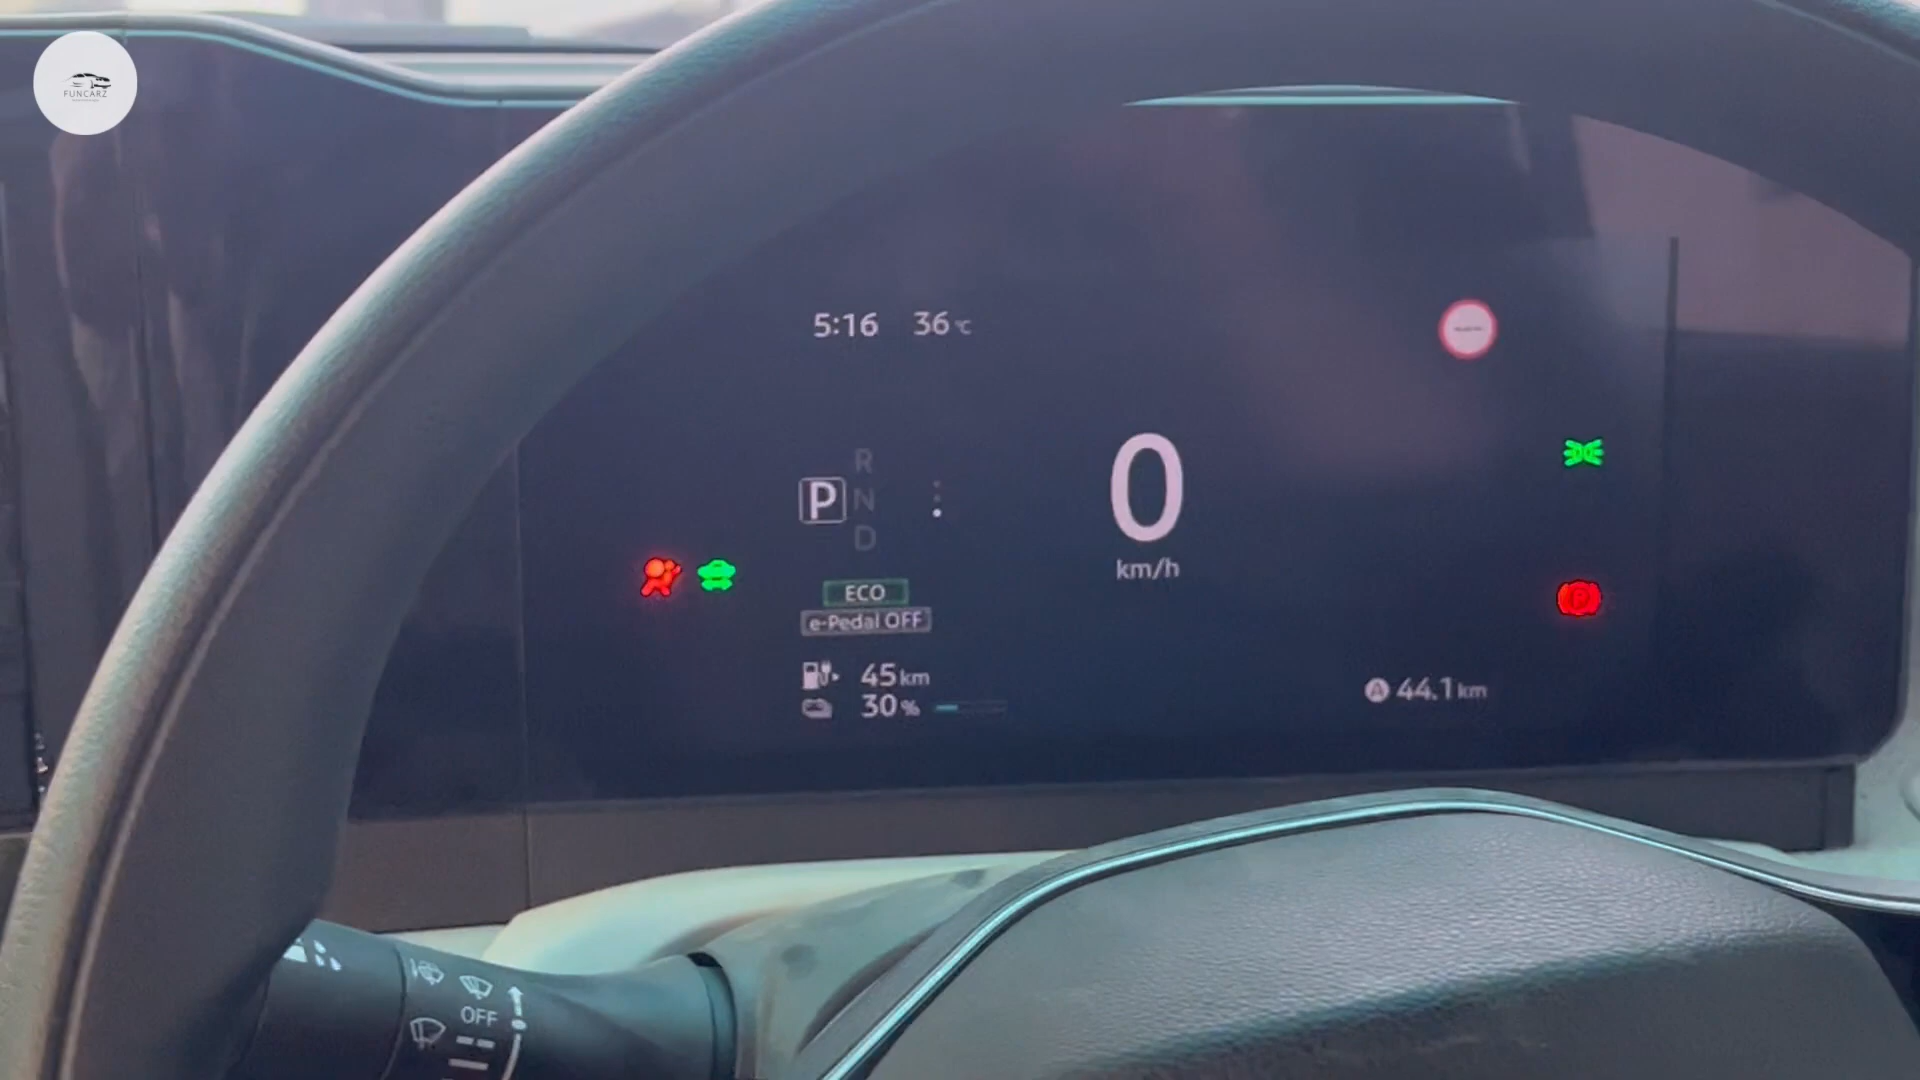 FUNCARZ
5:16 36 °C
R
P N
D
0
km/h
ECO
e-Pedal OFF
P
45 km
30 %
A 44.1 km
OFF